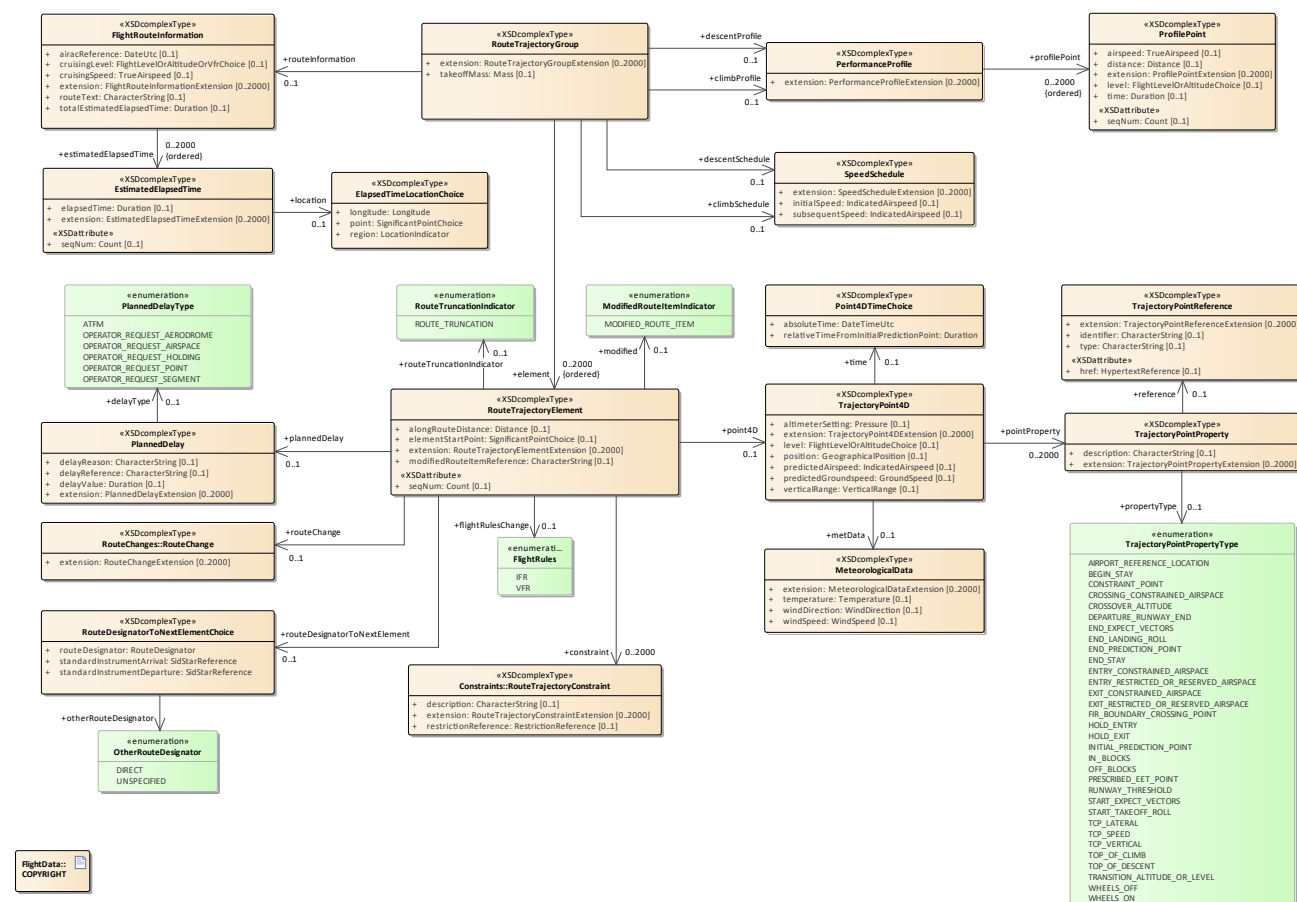 «XSDcomplexType»
FlightRouteInformation
+ airacReference: DateUtc [0..1]
+ cruisingLevel: FlightLevelOrAltitudeOrVfrChoice [0..1]
+ cruisingSpeed: TrueAirspeed [0..1]
+ extension: FlightRouteInformationExtension [0..2000]
+ routeText: CharacterString [0..1]
+ totalEstimatedElapsedTime: Duration [0..1]
+routeInformation
0..1
«XSDcomplexType»
RouteTrajectoryGroup
+ extension: RouteTrajectoryGroupExtension [0..2000]
+ takeoffMass: Mass [0..1]
+descentProfile
0..1
+climbProfile
0..1
«XSDcomplexType»
PerformanceProfile
+ extension: PerformanceProfileExtension [0..2000]
+profilePoint
0..2000
{ordered}
«XSDcomplexType»
ProfilePoint
+ airspeed: TrueAirspeed [0..1]
+ distance: Distance [0..1]
+ extension: ProfilePointExtension [0..2000]
+ level: FlightLevelOrAltitudeChoice [0..1]
+ time: Duration [0..1]
«XSDattribute»
+ seqNum: Count [0..1]
+estimatedElapsedTime
0..2000
{ordered}
«XSDcomplexType»
EstimatedElapsedTime
+ elapsedTime: Duration [0..1]
+ extension: EstimatedElapsedTimeExtension [0..2000]
«XSDattribute»
+ seqNum: Count [0..1]
+location
0..1
«XSDcomplexType»
ElapsedTimeLocationChoice
+ longitude: Longitude
+ point: SignificantPointChoice
+ region: LocationIndicator
+descentSchedule
0..1
+climbSchedule
0..1
«XSDcomplexType»
SpeedSchedule
+ extension: SpeedScheduleExtension [0..2000]
+ initialSpeed: IndicatedAirspeed [0..1]
+ subsequentSpeed: IndicatedAirspeed [0..1]
«enumeration»
PlannedDelayType
ATFM
OPERATOR_REQUEST_AERODROME
OPERATOR_REQUEST_AIRSPACE
OPERATOR_REQUEST_HOLDING
OPERATOR_REQUEST_POINT
OPERATOR_REQUEST_SEGMENT
+delayType
0..1
«enumeration»
RouteTruncationIndicator
ROUTE_TRUNCATION
0..1
+routeTruncationIndicator
«enumeration»
ModifiedRouteItemIndicator
MODIFIED_ROUTE_ITEM
+modified
0..1
+element
0..2000
{ordered}
«XSDcomplexType»
Point4DTimeChoice
+ absoluteTime: DateTimeUtc
+ relativeTimeFromInitialPredictionPoint: Duration
+time
0..1
«XSDcomplexType»
TrajectoryPointReference
+ extension: TrajectoryPointReferenceExtension [0..2000
+ identifier: CharacterString [0..1]
+ type: CharacterString [0..1]
«XSDattribute»
+ href: HypertextReference [0..1]
+reference
0..1
«XSDcomplexType»
PlannedDelay
+ delayReason: CharacterString [0..1]
+ delayReference: CharacterString [0..1]
+ delayValue: Duration [0..1]
+ extension: PlannedDelayExtension [0..2000]
+plannedDelay
0..1
«XSDcomplexType»
RouteTrajectoryElement
+ alongRouteDistance: Distance [0..1]
+ elementStartPoint: SignificantPointChoice [0..1]
+ extension: RouteTrajectoryElementExtension [0..2000]
+ modifiedRouteItemReference: CharacterString [0..1]
«XSDattribute»
+ seqNum: Count [0..1]
+point4D
0..1
«XSDcomplexType»
TrajectoryPoint4D
+ altimeterSetting: Pressure [0..1]
+ extension: TrajectoryPoint4DExtension [0..2000]
+ level: FlightLevelOrAltitudeChoice [0..1]
+ position: GeographicalPosition [0..1]
+ predictedAirspeed: IndicatedAirspeed [0..1]
+ predictedGroundspeed: GroundSpeed [0..1]
+ verticalRange: VerticalRange [0..1]
+pointProperty
0..2000
«XSDcomplexType»
TrajectoryPointProperty
+ description: CharacterString [0..1]
+ extension: TrajectoryPointPropertyExtension [0..2000]
+propertyType
0..1
«XSDcomplexType»
RouteChanges::RouteChange
+ extension: RouteChangeExtension [0..2000]
+routeChange
0..1
+flightRulesChange
0..1
«enumerati...
FlightRules
IFR
VFR
+metData
0..1
«XSDcomplexType»
MeteorologicalData
+ extension: MeteorologicalDataExtension [0..2000]
+ temperature: Temperature [0..1]
+ windDirection: WindDirection [0..1]
+ windSpeed: WindSpeed [0..1]
«enumeration»
TrajectoryPointPropertyType
AIRPORT_REFERENCE_LOCATION
BEGIN_STAY
CONSTRAINT_POINT
CROSSING_CONSTRAINED_AIRSPACE
CROSSOVER_ALTITUDE
DEPARTURE_RUNWAY_END
END_EXPECT_VECTORS
END_LANDING_ROLL
END_PREDICTION_POINT
END_STAY
ENTRY_CONSTRAINED_AIRSPACE
ENTRY_RESTRICTED_OR_RESERVED_AIRSPACE
EXIT_CONSTRAINED_AIRSPACE
EXIT_RESTRICTED_OR_RESERVED_AIRSPACE
FIR_BOUNDARY_CROSSING_POINT
HOLD_ENTRY
HOLD_EXIT
INITIAL_PREDICTION_POINT
IN_BLOCKS
OFF_BLOCKS
PRESCRIBED_EET_POINT
RUNWAY_THRESHOLD
START_EXPECT_VECTORS
START_TAKEOFF_ROLL
TCP_LATERAL
TCP_SPEED
TCP_VERTICAL
TOP_OF_CLIMB
TOP_OF_DESCENT
TRANSITION_ALTITUDE_OR_LEVEL
WHEELS_OFF
WHEELS_ON
«XSDcomplexType»
RouteDesignatorToNextElementChoice
+ routeDesignator: RouteDesignator
+ standardInstrumentArrival: SidStarReference
+ standardInstrumentDeparture: SidStarReference
+routeDesignatorToNextElement
0..1
+constraint
0..2000
«XSDcomplexType»
Constraints::RouteTrajectoryConstraint
+ description: CharacterString [0..1]
+ extension: RouteTrajectoryConstraintExtension [0..2000]
+ restrictionReference: RestrictionReference [0..1]
+otherRouteDesignator
0..1
«enumeration»
OtherRouteDesignator
DIRECT
UNSPECIFIED
FlightData::
COPYRIGHT